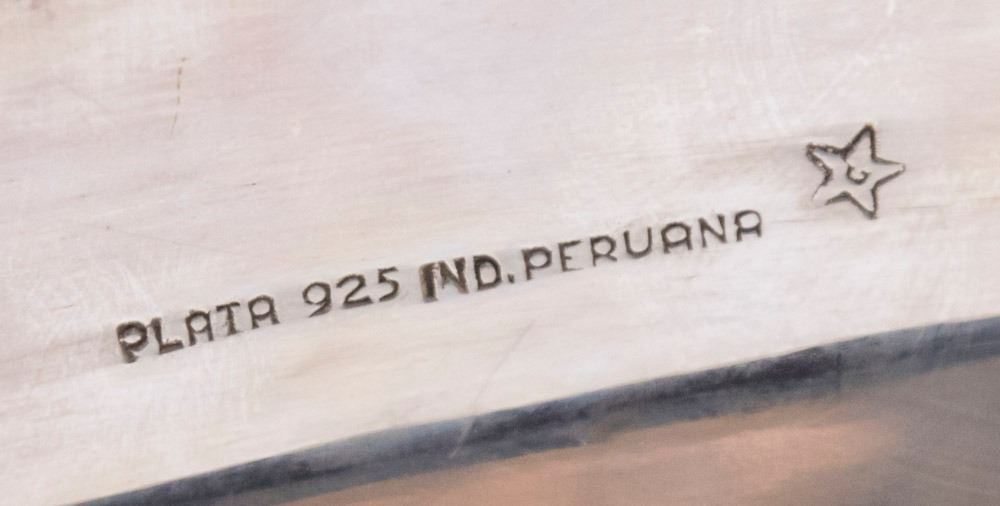 PLATA 925 IND. PERUANA